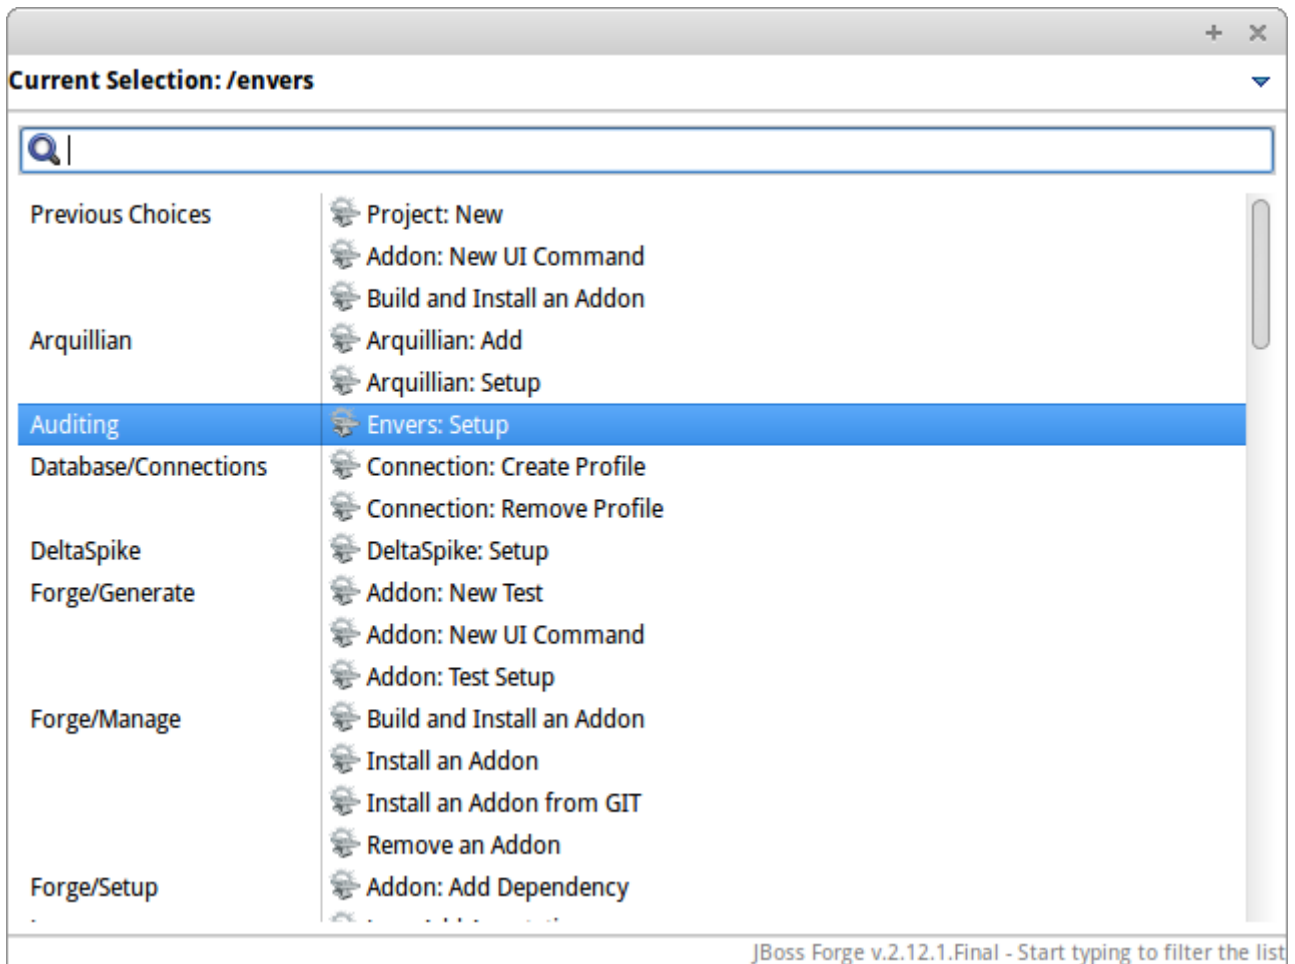 Current Selection: /envers
Previous Choices Project: New
Addon: New UI Command
Build and Install an Addon
Arquillian Arquillian: Add
Arquillian: Setup
Auditing Envers: Setup
Database/Connections Connection: Create Profile
Connection: Remove Profile
DeltaSpike DeltaSpike: Setup
Forge/Generate Addon: New Test
Addon: New UI Command
Addon: Test Setup
Forge/Manage Build and Install an Addon
Install an Addon
Install an Addon from GIT
Remove an Addon
Forge/Setup Addon: Add Dependency
JBoss Forge v.2.12.1.Final - Start typing to filter the list